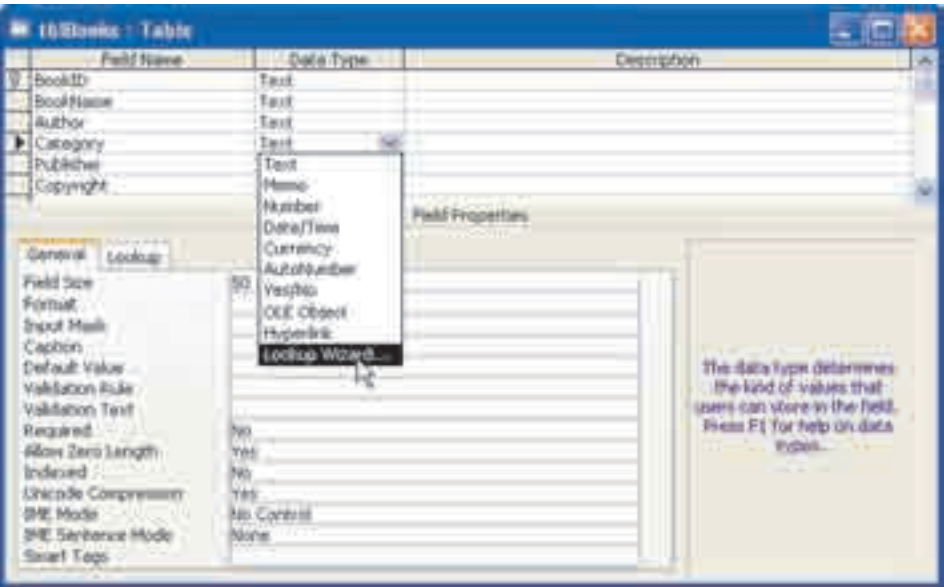 tblBooks : Table
Field Name Data Type Description
BookID Text
BookName Text
Author Text
Category Text
Publisher
Copyright
Text
Memo
Number
Date/Time
Currency
AutoNumber
Yes/No
OLE Object
Hyperlink
Lookup Wizard...
Field Properties
General Lookup
Field Size 50
Format
Input Mask
Caption
Default Value
Validation Rule
Validation Text
Required No
Allow Zero Length Yes
Indexed No
Unicode Compression Yes
IME Mode No Control
IME Sentence Mode None
Smart Tags
The data type determines
the kind of values that
users can store in the field.
Press F1 for help on data
types.